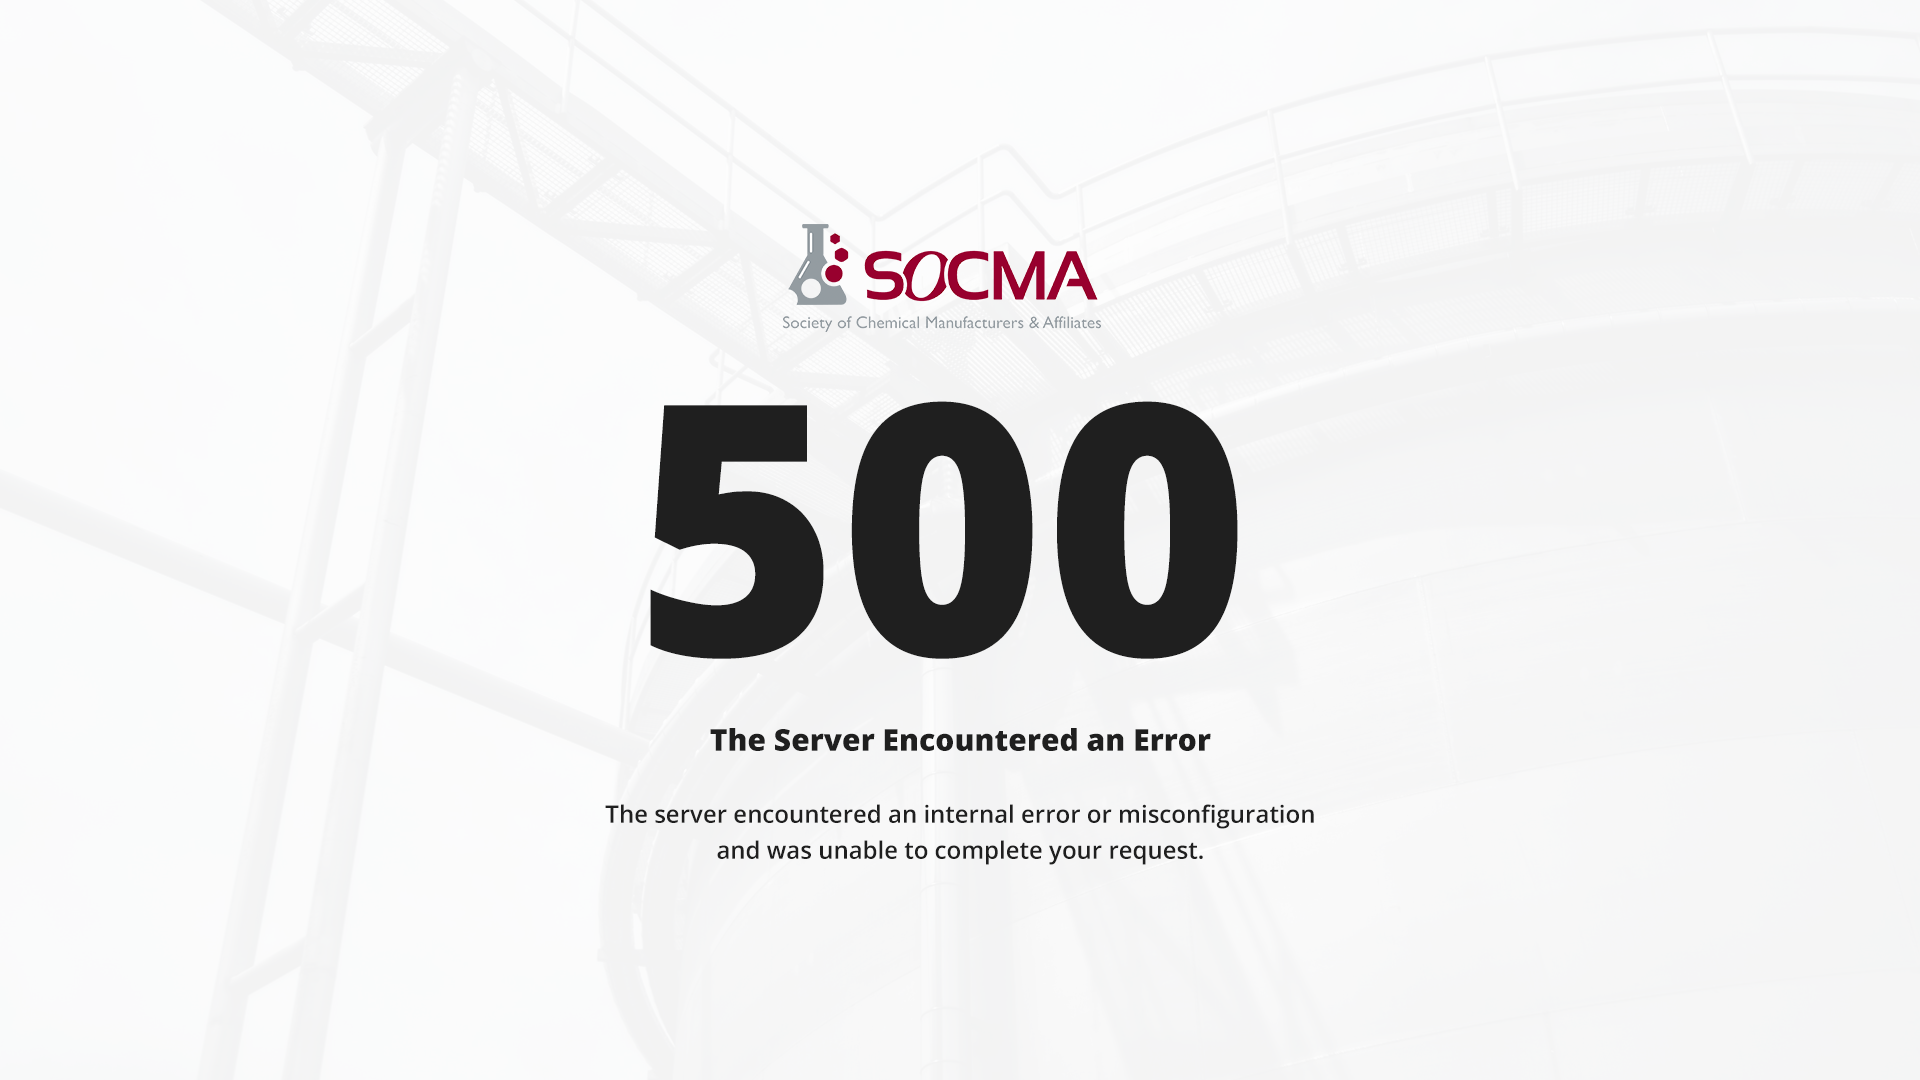 SOCMA
Society of Chemical Manufacturers & Affiliates
500
The Server Encountered an Error
The server encountered an internal error or misconfiguration
and was unable to complete your request.